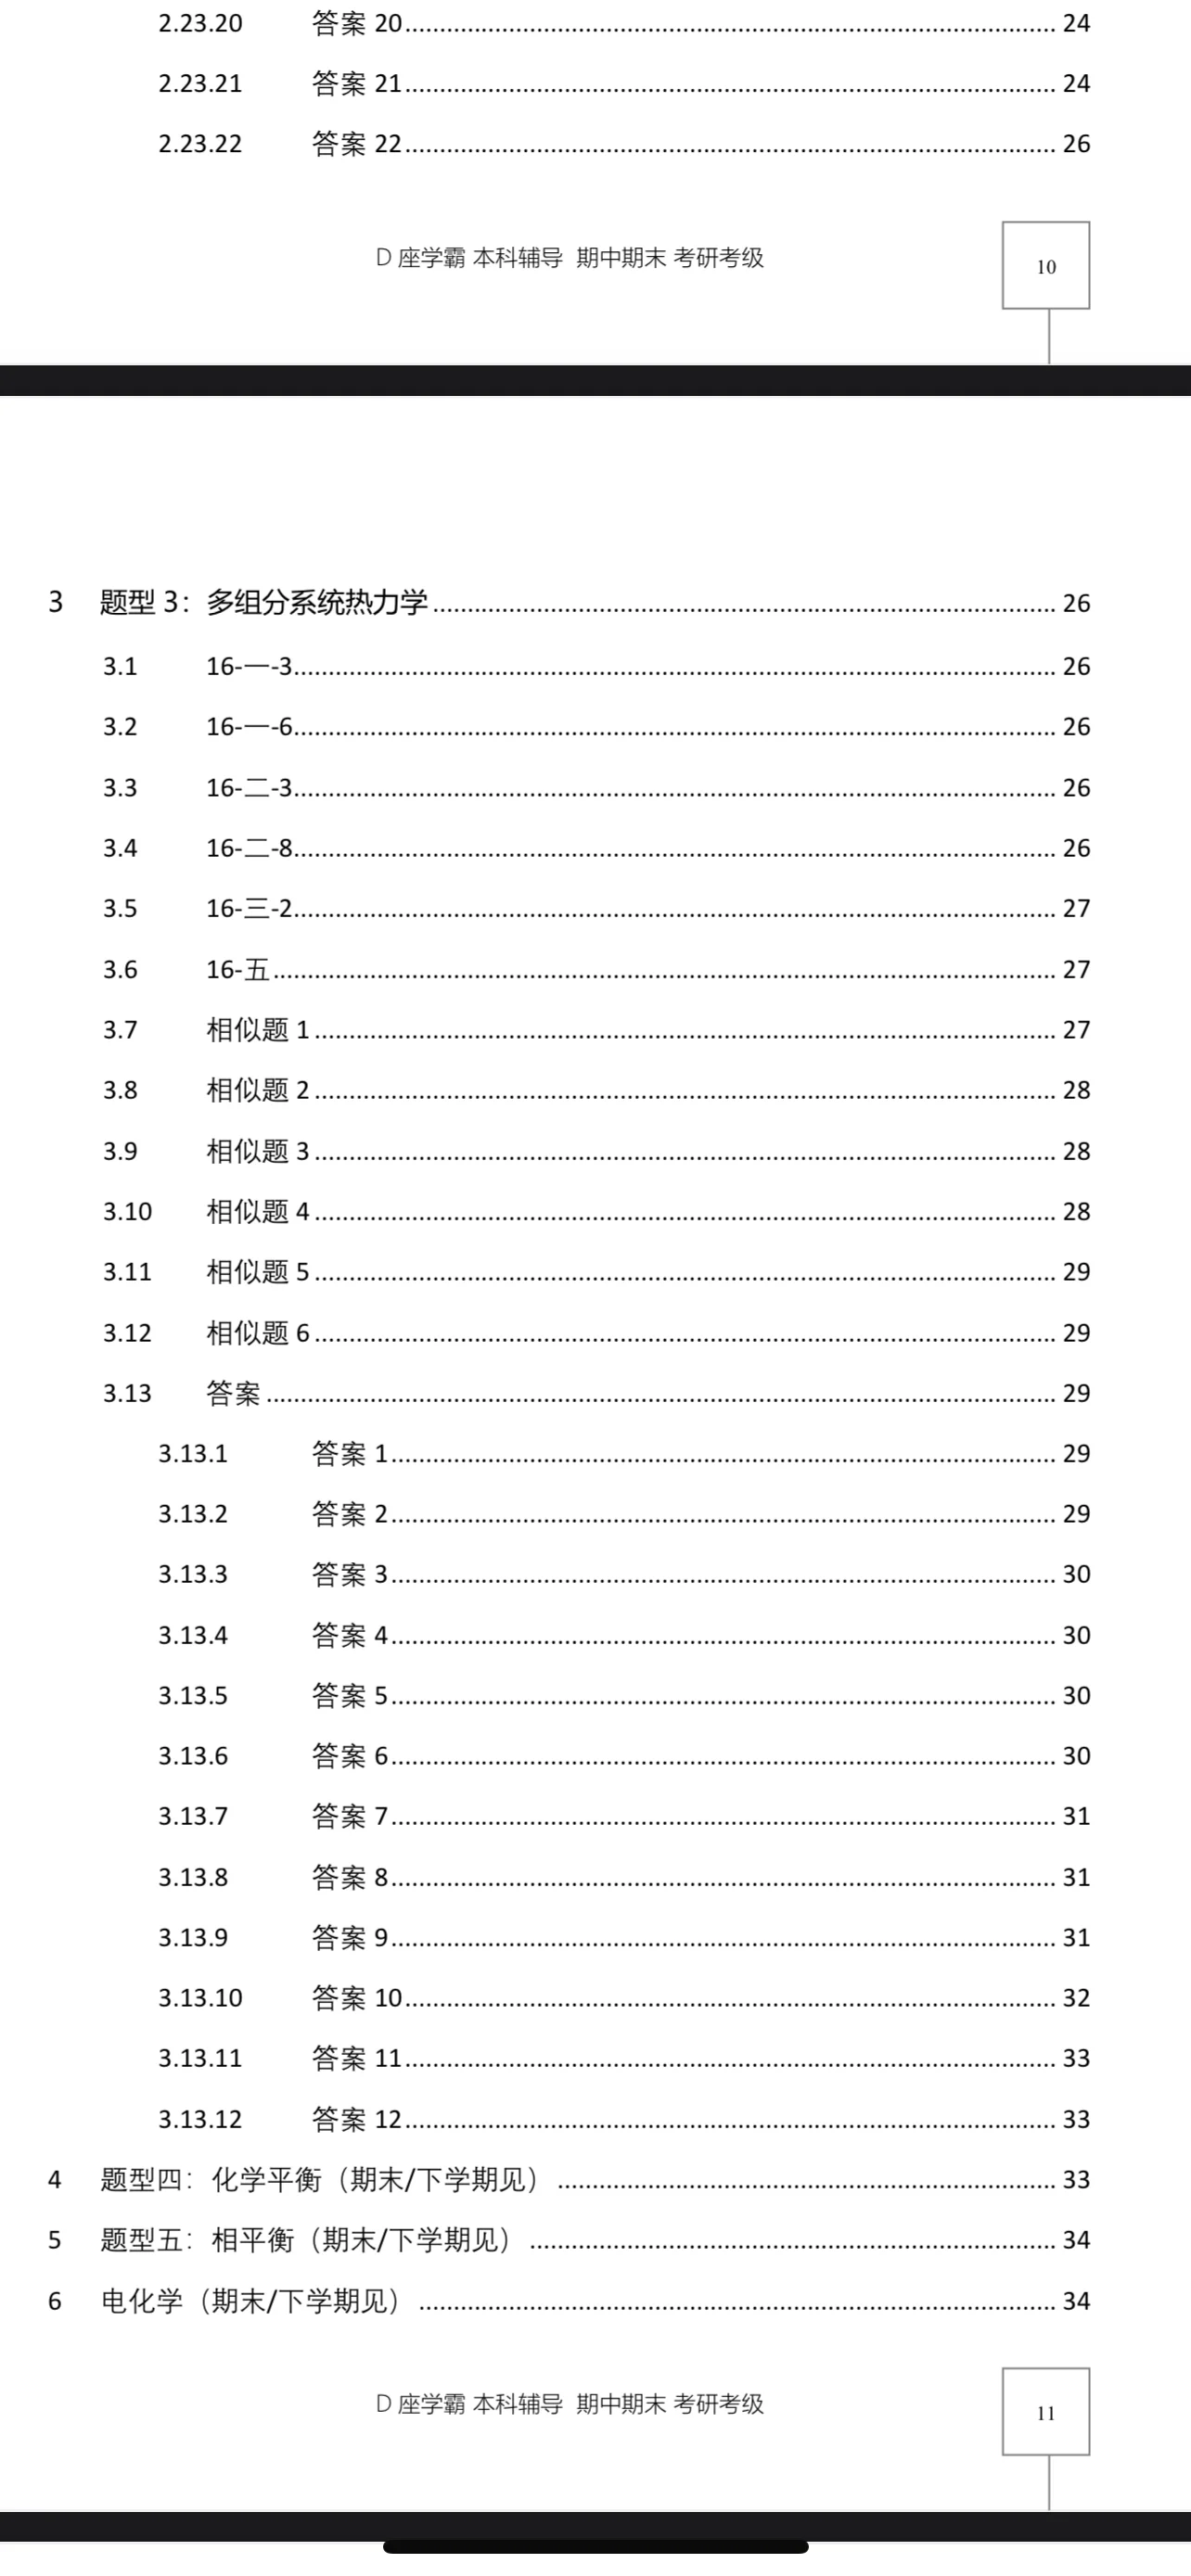 2.23.20 答案 20........................................ 24
2.23.21 答案 21........................................ 24
2.23.22 答案 22........................................ 26
D 座学霸 本科辅导 期中期末 考研考级
10
3 题型 3：多组分系统热力学........................................ 26
3.1 16-一-3........................................ 26
3.2 16-一-6........................................ 26
3.3 16-二-3........................................ 26
3.4 16-二-8........................................ 26
3.5 16-三-2........................................ 27
3.6 16-五........................................ 27
3.7 相似题 1........................................ 27
3.8 相似题 2........................................ 28
3.9 相似题 3........................................ 28
3.10 相似题 4........................................ 28
3.11 相似题 5........................................ 29
3.12 相似题 6........................................ 29
3.13 答案........................................ 29
3.13.1 答案 1........................................ 29
3.13.2 答案 2........................................ 29
3.13.3 答案 3........................................ 30
3.13.4 答案 4........................................ 30
3.13.5 答案 5........................................ 30
3.13.6 答案 6........................................ 30
3.13.7 答案 7........................................ 31
3.13.8 答案 8........................................ 31
3.13.9 答案 9........................................ 31
3.13.10 答案 10........................................ 32
3.13.11 答案 11........................................ 33
3.13.12 答案 12........................................ 33
4 题型四：化学平衡（期末/下学期见）........................................ 33
5 题型五：相平衡（期末/下学期见）........................................ 34
6 电化学（期末/下学期见）........................................ 34
D 座学霸 本科辅导 期中期末 考研考级
11